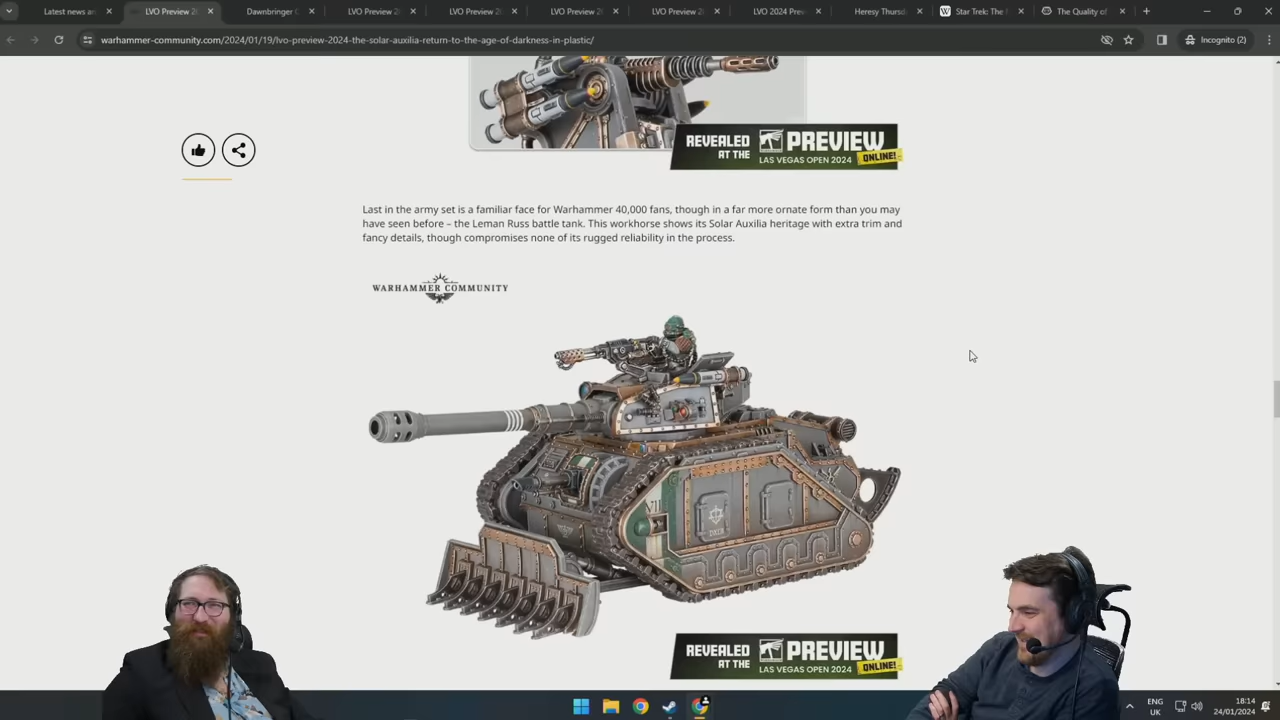 Latest news an
LVO Preview 2
Dawnbringer
LVO Preview 2
LVO Preview 2
LVO Preview 2
LVO Preview 2
LVO 2024 Prev
Heresy Thursd
Star Trek: The
The Quality of
warhammer-community.com/2024/01/19/lvo-preview-2024-the-solar-auxilia-return-to-the-age-of-darkness-in-plastic/
Incognito (2)
REVEALED AT THE PREVIEW
LAS VEGAS OPEN 2024 ONLINE!
Last in the army set is a familiar face for Warhammer 40,000 fans, though in a far more ornate form than you may
have seen before – the Leman Russ battle tank. This workhorse shows its Solar Auxilia heritage with extra trim and
fancy details, though compromises none of its rugged reliability in the process.
WARHAMMER COMMUNITY
REVEALED AT THE PREVIEW
LAS VEGAS OPEN 2024 ONLINE!
ENG
UK
18:14
24/01/2024